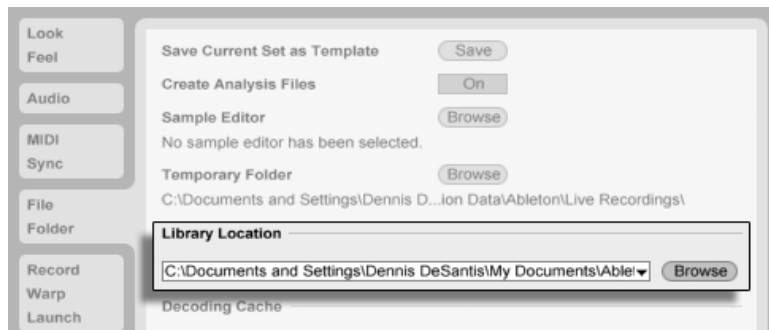 Look
Feel
Audio
MIDI
Sync
File
Folder
Record
Warp
Launch
Save Current Set as Template Save
Create Analysis Files On
Sample Editor Browse
No sample editor has been selected.
Temporary Folder Browse
C:\Documents and Settings\Dennis D...ion Data\Ableton\Live Recordings\
Library Location
C:\Documents and Settings\Dennis DeSantis\My Documents\Able Browse
Decoding Cache